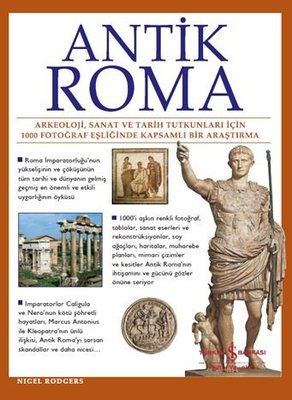 ANTİK
ROMA
ARKEOLOJİ, SANAT VE TARİH TUTKUNLARI İÇİN
1000 FOTOĞRAF EŞLİĞİNDE KAPSAMLI BİR ARAŞTIRMA
Roma İmparatorluğu'nun
yükselişinin ve çöküşünün
tüm tarihi ve dünyanın gelmiş
geçmiş en önemli ve etkili
uygarlığının öyküsü
1000'i aşkın renkli fotoğraf,
tablolar, sanat eserleri ve
rekonstrüksiyonlar, soy
ağaçları, haritalar, muharebe
planları, mimari çizimler
ve kesitler Antik Roma'nın
ihtişamını ve gücünü gözler
önüne seriyor
İmparatorlar Caligula
ve Nero'nun kötü şöhretli
hayatları, Marcus Antonius
ile Kleopatra'nın ünlü
ilişkisi, Antik Roma'yı sarsan
skandallar ve daha nicesi...
NIGEL RODGERS